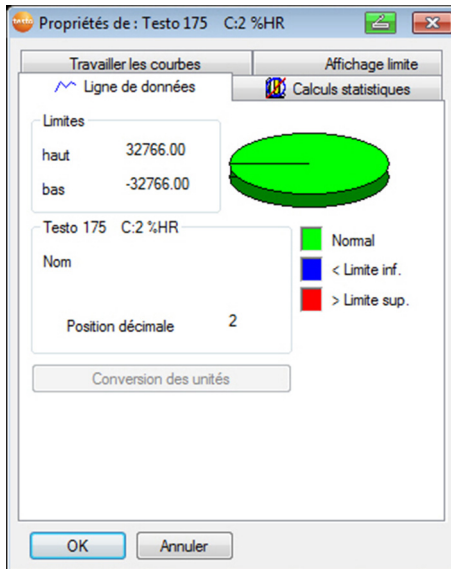 Propriétés de : Testo 175 C:2 %HR
Travailler les courbes
Affichage limite
Ligne de données
Calculs statistiques
Limites
haut 32766.00
bas -32766.00
Testo 175 C:2 %HR
Nom
Position décimale 2
Normal
< Limite inf.
> Limite sup.
Conversion des unités
OK
Annuler